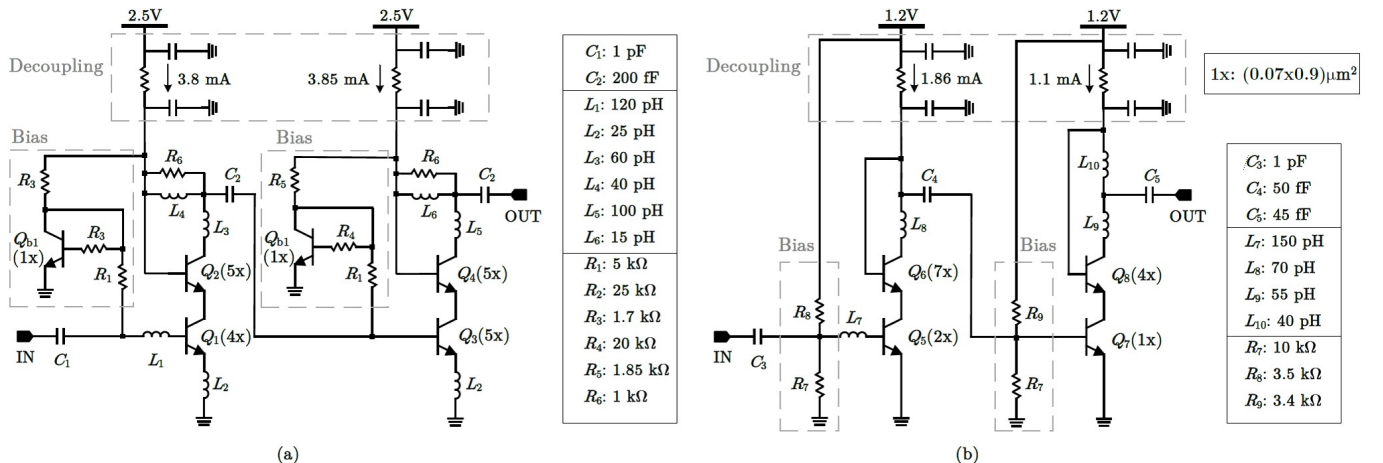 2.5V
2.5V
Decoupling
3.8 mA
3.85 mA
Bias
Bias
R3
R6
C2
R5
R6
C2
L4
L6
OUT
Qb1
(1x)
R3
L3
Qb1
(1x)
R4
L5
R1
Q2(5x)
R1
Q4(5x)
IN
C1
L1
Q1(4x)
Q3(5x)
L2
L2
(a)
C1: 1 pF
C2: 200 fF
L1: 120 pH
L2: 25 pH
L3: 60 pH
L4: 40 pH
L5: 100 pH
L6: 15 pH
R1: 5 kΩ
R2: 25 kΩ
R3: 1.7 kΩ
R4: 20 kΩ
R5: 1.85 kΩ
R6: 1 kΩ
1.2V
1.2V
Decoupling
1.86 mA
1.1 mA
C4
L10
C5
OUT
L8
L9
Bias
Bias
Q6(7x)
Q8(4x)
R8
L7
R9
IN
C3
Q5(2x)
Q7(1x)
R7
R7
(b)
1x: (0.07x0.9)μm²
C3: 1 pF
C4: 50 fF
C5: 45 fF
L7: 150 pH
L8: 70 pH
L9: 55 pH
L10: 40 pH
R7: 10 kΩ
R8: 3.5 kΩ
R9: 3.4 kΩ